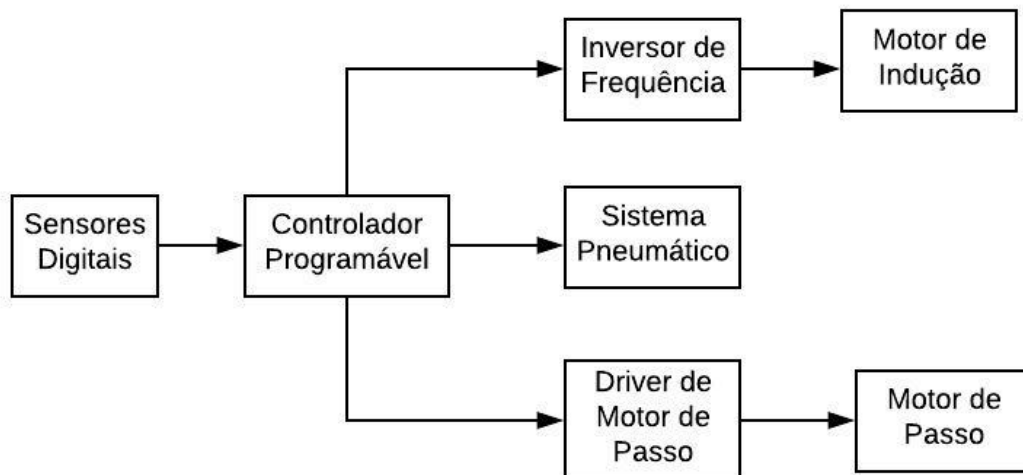 Sensores
Digitais
Controlador
Programável
Inversor de
Frequência
Motor de
Indução
Sistema
Pneumático
Driver de
Motor de
Passo
Motor de
Passo